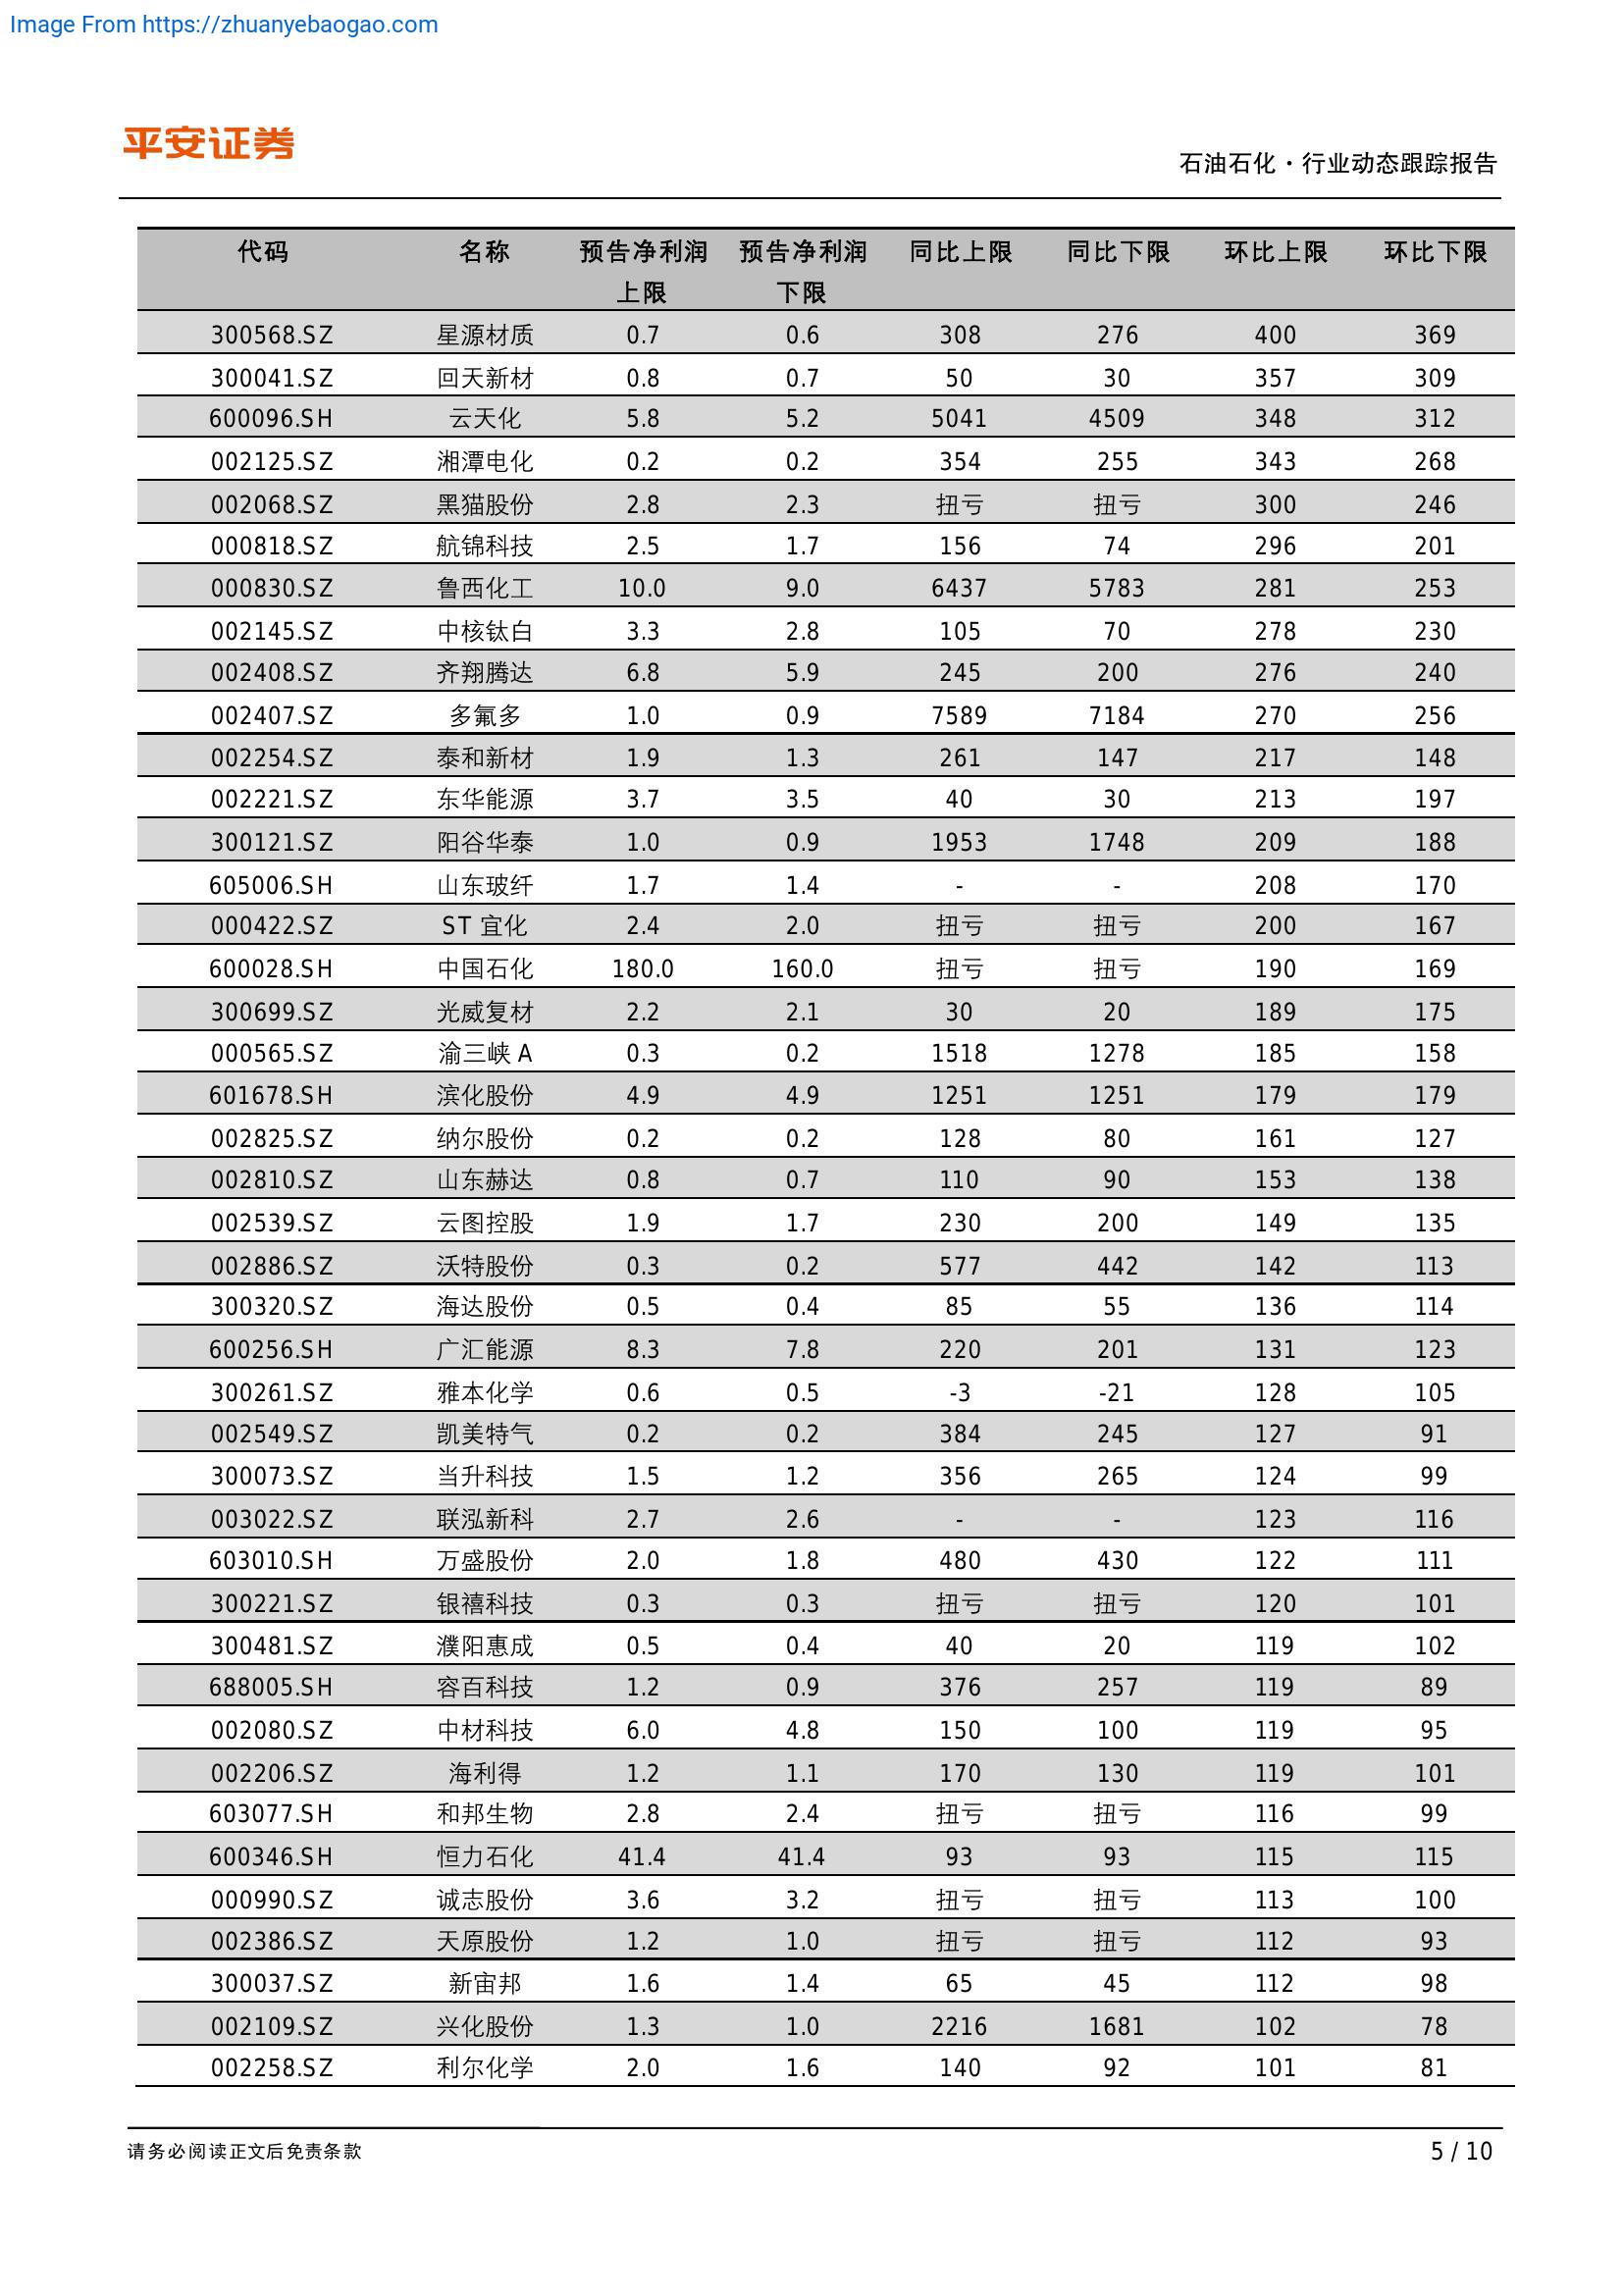 Image From https://zhuanyebaogao.com
平安证券
石油石化·行业动态跟踪报告
代码 名称 预告净利润 预告净利润 同比上限 同比下限 环比上限 环比下限
上限 下限
300568.SZ 星源材质 0.7 0.6 308 276 400 369
300041.SZ 回天新材 0.8 0.7 50 30 357 309
600096.SH 云天化 5.8 5.2 5041 4509 348 312
002125.SZ 湘潭电化 0.2 0.2 354 255 343 268
002068.SZ 黑猫股份 2.8 2.3 扭亏 扭亏 300 246
000818.SZ 航锦科技 2.5 1.7 156 74 296 201
000830.SZ 鲁西化工 10.0 9.0 6437 5783 281 253
002145.SZ 中核钛白 3.3 2.8 105 70 278 230
002408.SZ 齐翔腾达 6.8 5.9 245 200 276 240
002407.SZ 多氟多 1.0 0.9 7589 7184 270 256
002254.SZ 泰和新材 1.9 1.3 261 147 217 148
002221.SZ 东华能源 3.7 3.5 40 30 213 197
300121.SZ 阳谷华泰 1.0 0.9 1953 1748 209 188
605006.SH 山东玻纤 1.7 1.4 - - 208 170
000422.SZ ST 宜化 2.4 2.0 扭亏 扭亏 200 167
600028.SH 中国石化 180.0 160.0 扭亏 扭亏 190 169
300699.SZ 光威复材 2.2 2.1 30 20 189 175
000565.SZ 渝三峡 A 0.3 0.2 1518 1278 185 158
601678.SH 滨化股份 4.9 4.9 1251 1251 179 179
002825.SZ 纳尔股份 0.2 0.2 128 80 161 127
002810.SZ 山东赫达 0.8 0.7 110 90 153 138
002539.SZ 云图控股 1.9 1.7 230 200 149 135
002886.SZ 沃特股份 0.3 0.2 577 442 142 113
300320.SZ 海达股份 0.5 0.4 85 55 136 114
600256.SH 广汇能源 8.3 7.8 220 201 131 123
300261.SZ 雅本化学 0.6 0.5 -3 -21 128 105
002549.SZ 凯美特气 0.2 0.2 384 245 127 91
300073.SZ 当升科技 1.5 1.2 356 265 124 99
003022.SZ 联泓新科 2.7 2.6 - - 123 116
603010.SH 万盛股份 2.0 1.8 480 430 122 111
300221.SZ 银禧科技 0.3 0.3 扭亏 扭亏 120 101
300481.SZ 濮阳惠成 0.5 0.4 40 20 119 102
688005.SH 容百科技 1.2 0.9 376 257 119 89
002080.SZ 中材科技 6.0 4.8 150 100 119 95
002206.SZ 海利得 1.2 1.1 170 130 119 101
603077.SH 和邦生物 2.8 2.4 扭亏 扭亏 116 99
600346.SH 恒力石化 41.4 41.4 93 93 115 115
000990.SZ 诚志股份 3.6 3.2 扭亏 扭亏 113 100
002386.SZ 天原股份 1.2 1.0 扭亏 扭亏 112 93
300037.SZ 新宙邦 1.6 1.4 65 45 112 98
002109.SZ 兴化股份 1.3 1.0 2216 1681 102 78
002258.SZ 利尔化学 2.0 1.6 140 92 101 81
请务必阅读正文后免责条款
5 / 10